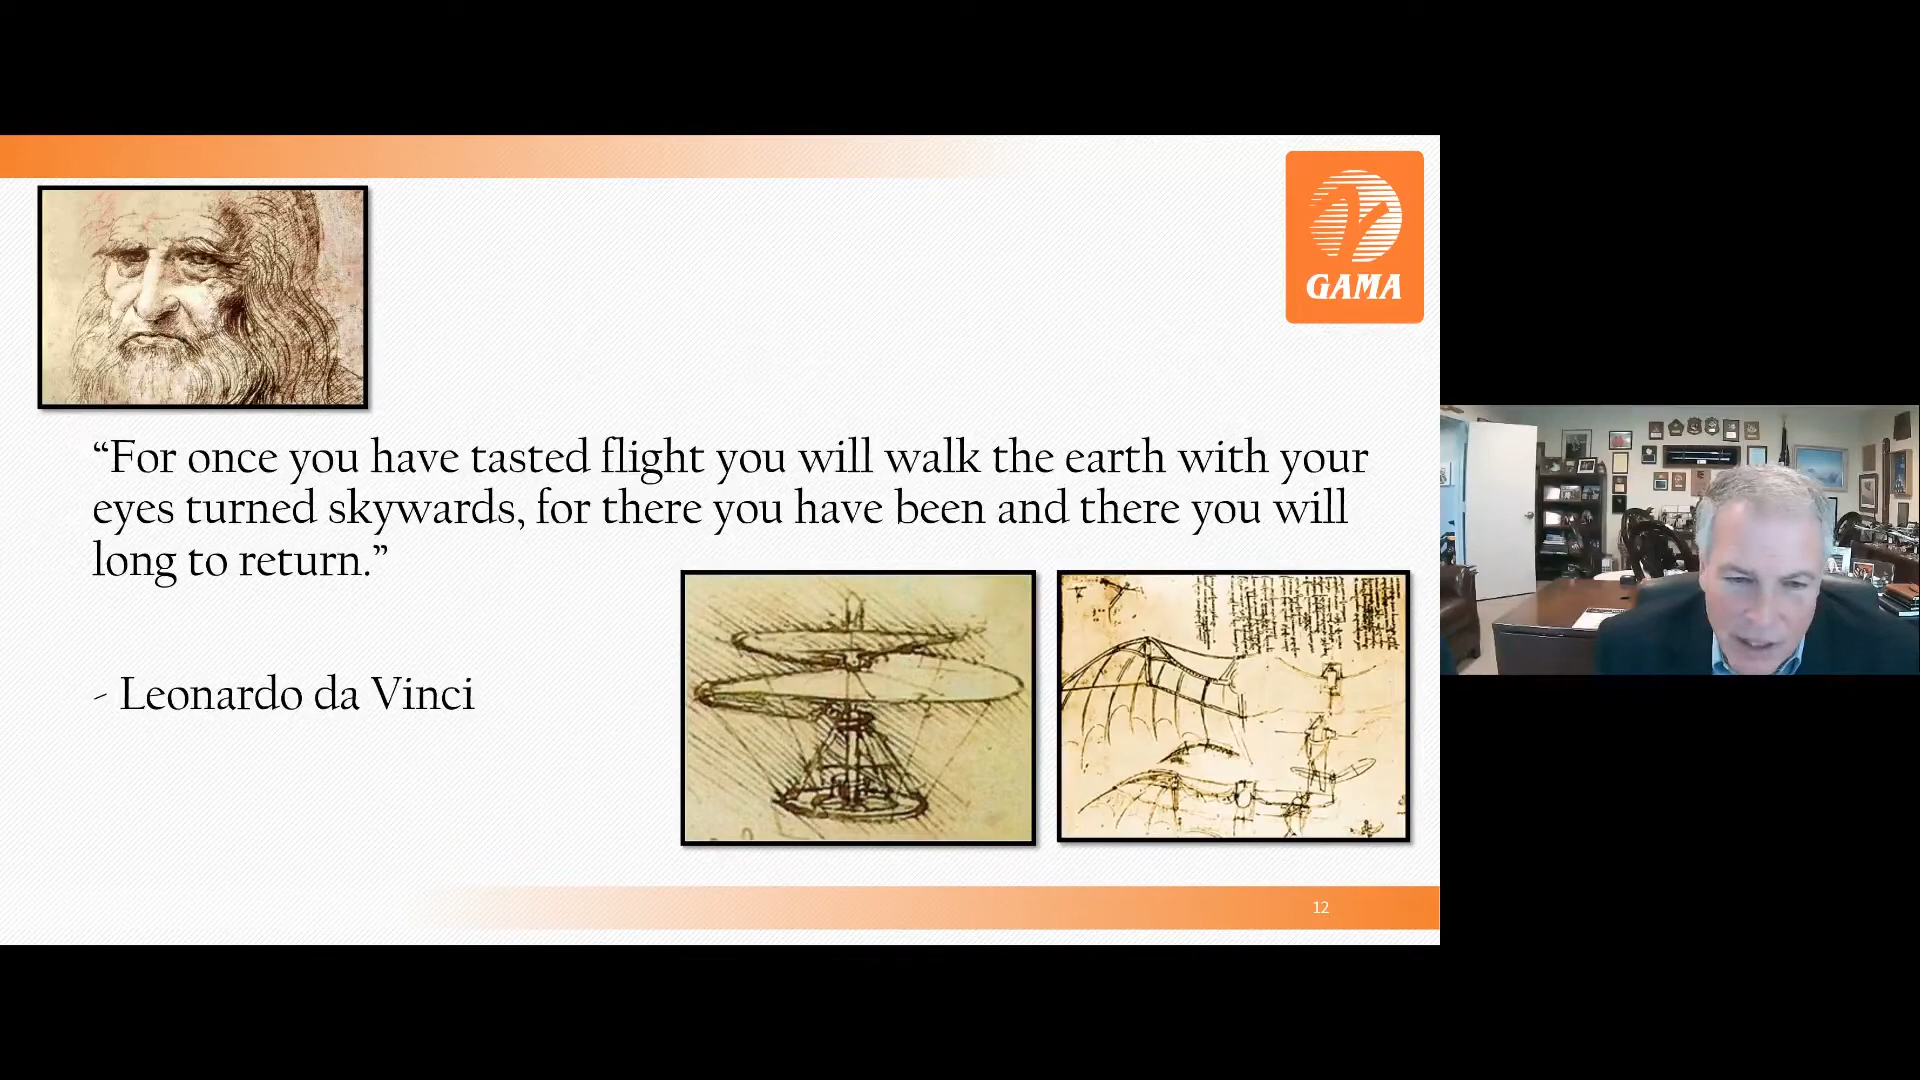 GAMA
“For once you have tasted flight you will walk the earth with your
eyes turned skywards, for there you have been and there you will
long to return.”
- Leonardo da Vinci
12